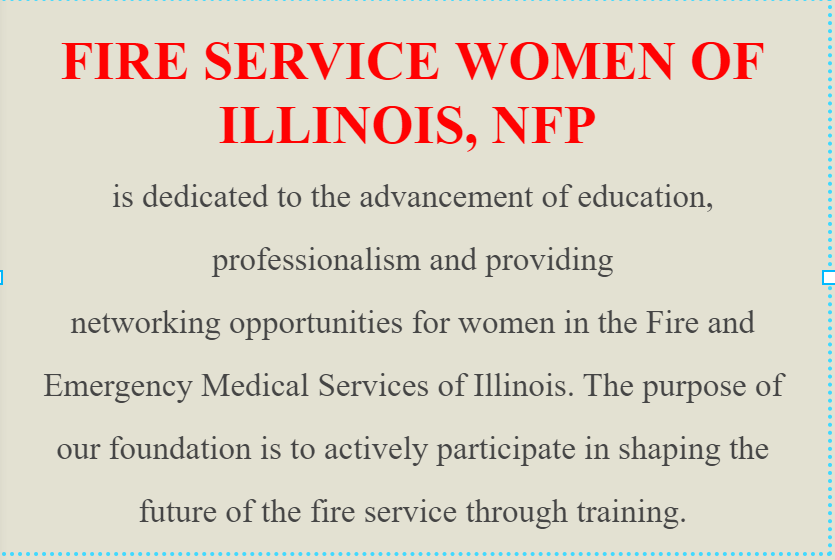 FIRE SERVICE WOMEN OF
ILLINOIS, NFP
is dedicated to the advancement of education,
professionalism and providing
networking opportunities for women in the Fire and
Emergency Medical Services of Illinois. The purpose of
our foundation is to actively participate in shaping the
future of the fire service through training.